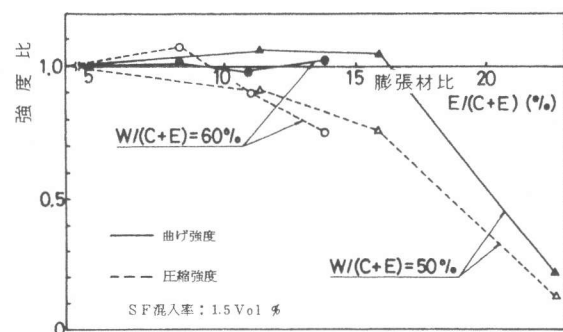 強度比
1.0
0.5
0
5
10
15
20
膨張材比
E/(C+E) (%)
W/(C+E)=60%
W/(C+E)=50%
曲げ強度
圧縮強度
SF混入率：1.5Vol %